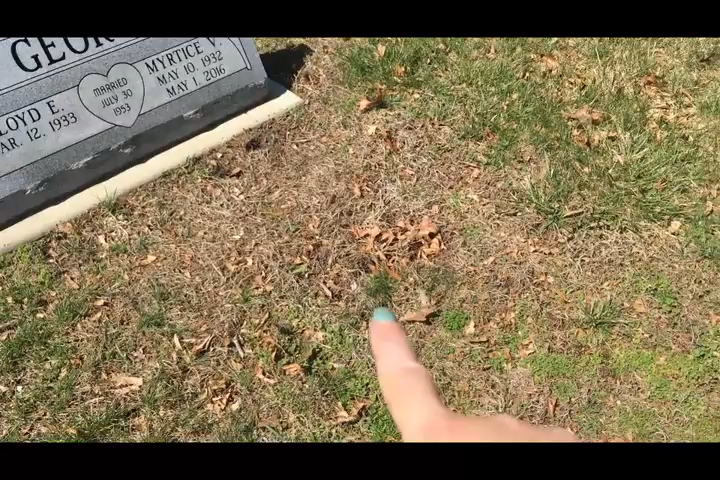 GEOR
LOYD E.
AR. 12. 1933
MARRIED
JULY 30
1953
MYRTICE V.
MAY 10, 1932
MAY 1, 2016